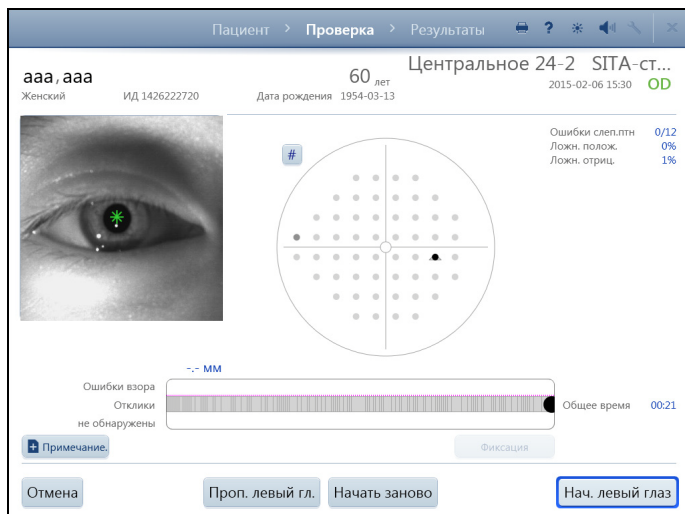 Пациент > Проверка > Результаты ?
aaa, aaa
Женский ИД 1426222720
60 лет
Дата рождения 1954-03-13
Центральное 24-2 SITA-ст...
2015-02-06 15:30 OD
#
Ошибки слеп.птн 0/12
Ложн. полож. 0%
Ложн. отриц. 1%
-.- мм
Ошибки взора
Отклики
не обнаружены
Общее время 00:21
Примечание.
Фиксация
Отмена
Проп. левый гл.
Начать заново
Нач. левый глаз